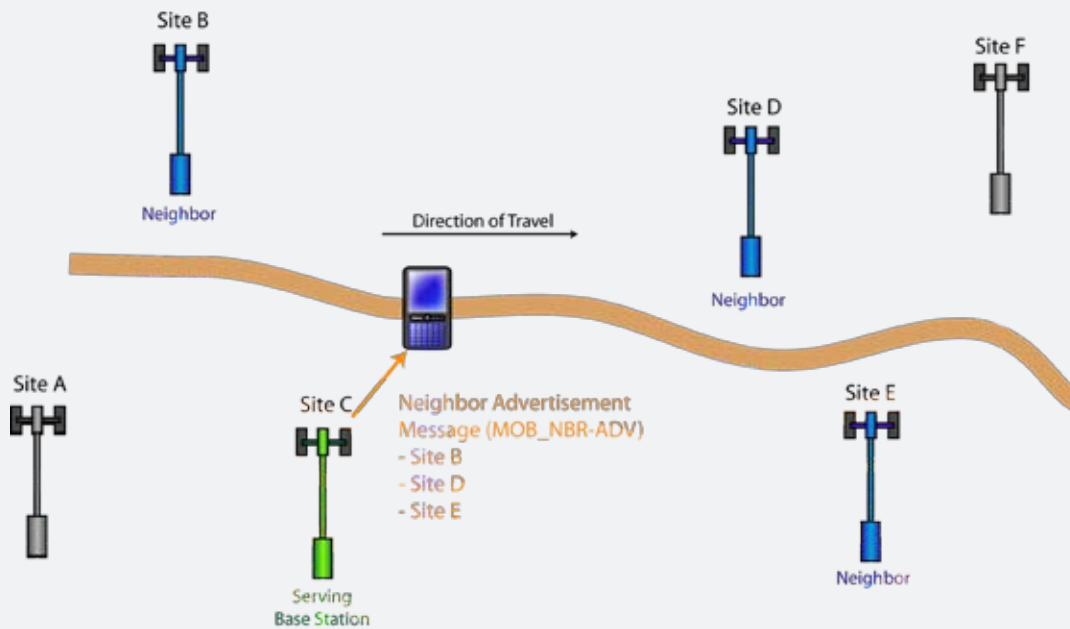 Site B
Neighbor
Site F
Site D
Neighbor
Direction of Travel
Site A
Site C
Serving
Base Station
Neighbor Advertisement
Message (MOB_NBR-ADV)
- Site B
- Site D
- Site E
Site E
Neighbor